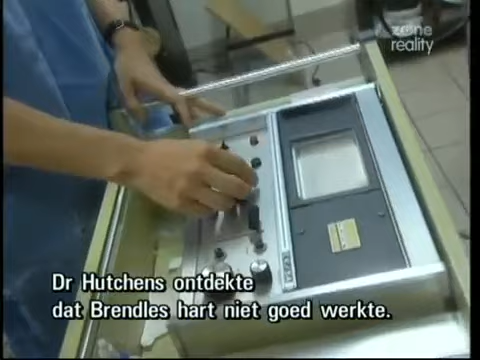 zone
reality
Dr Hutchens ontdekte
dat Brendles hart niet goed werkte.